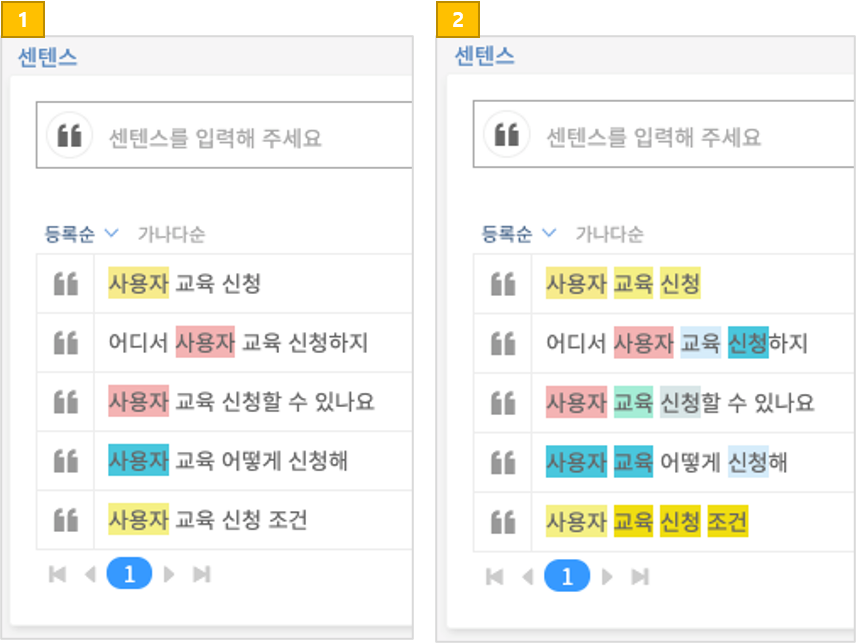 1
센텐스
센텐스를 입력해 주세요
등록순 가나다순
사용자 교육 신청
어디서 사용자 교육 신청하지
사용자 교육 신청할 수 있나요
사용자 교육 어떻게 신청해
사용자 교육 신청 조건
1
2
센텐스
센텐스를 입력해 주세요
등록순 가나다순
사용자 교육 신청
어디서 사용자 교육 신청하지
사용자 교육 신청할 수 있나요
사용자 교육 어떻게 신청해
사용자 교육 신청 조건
1